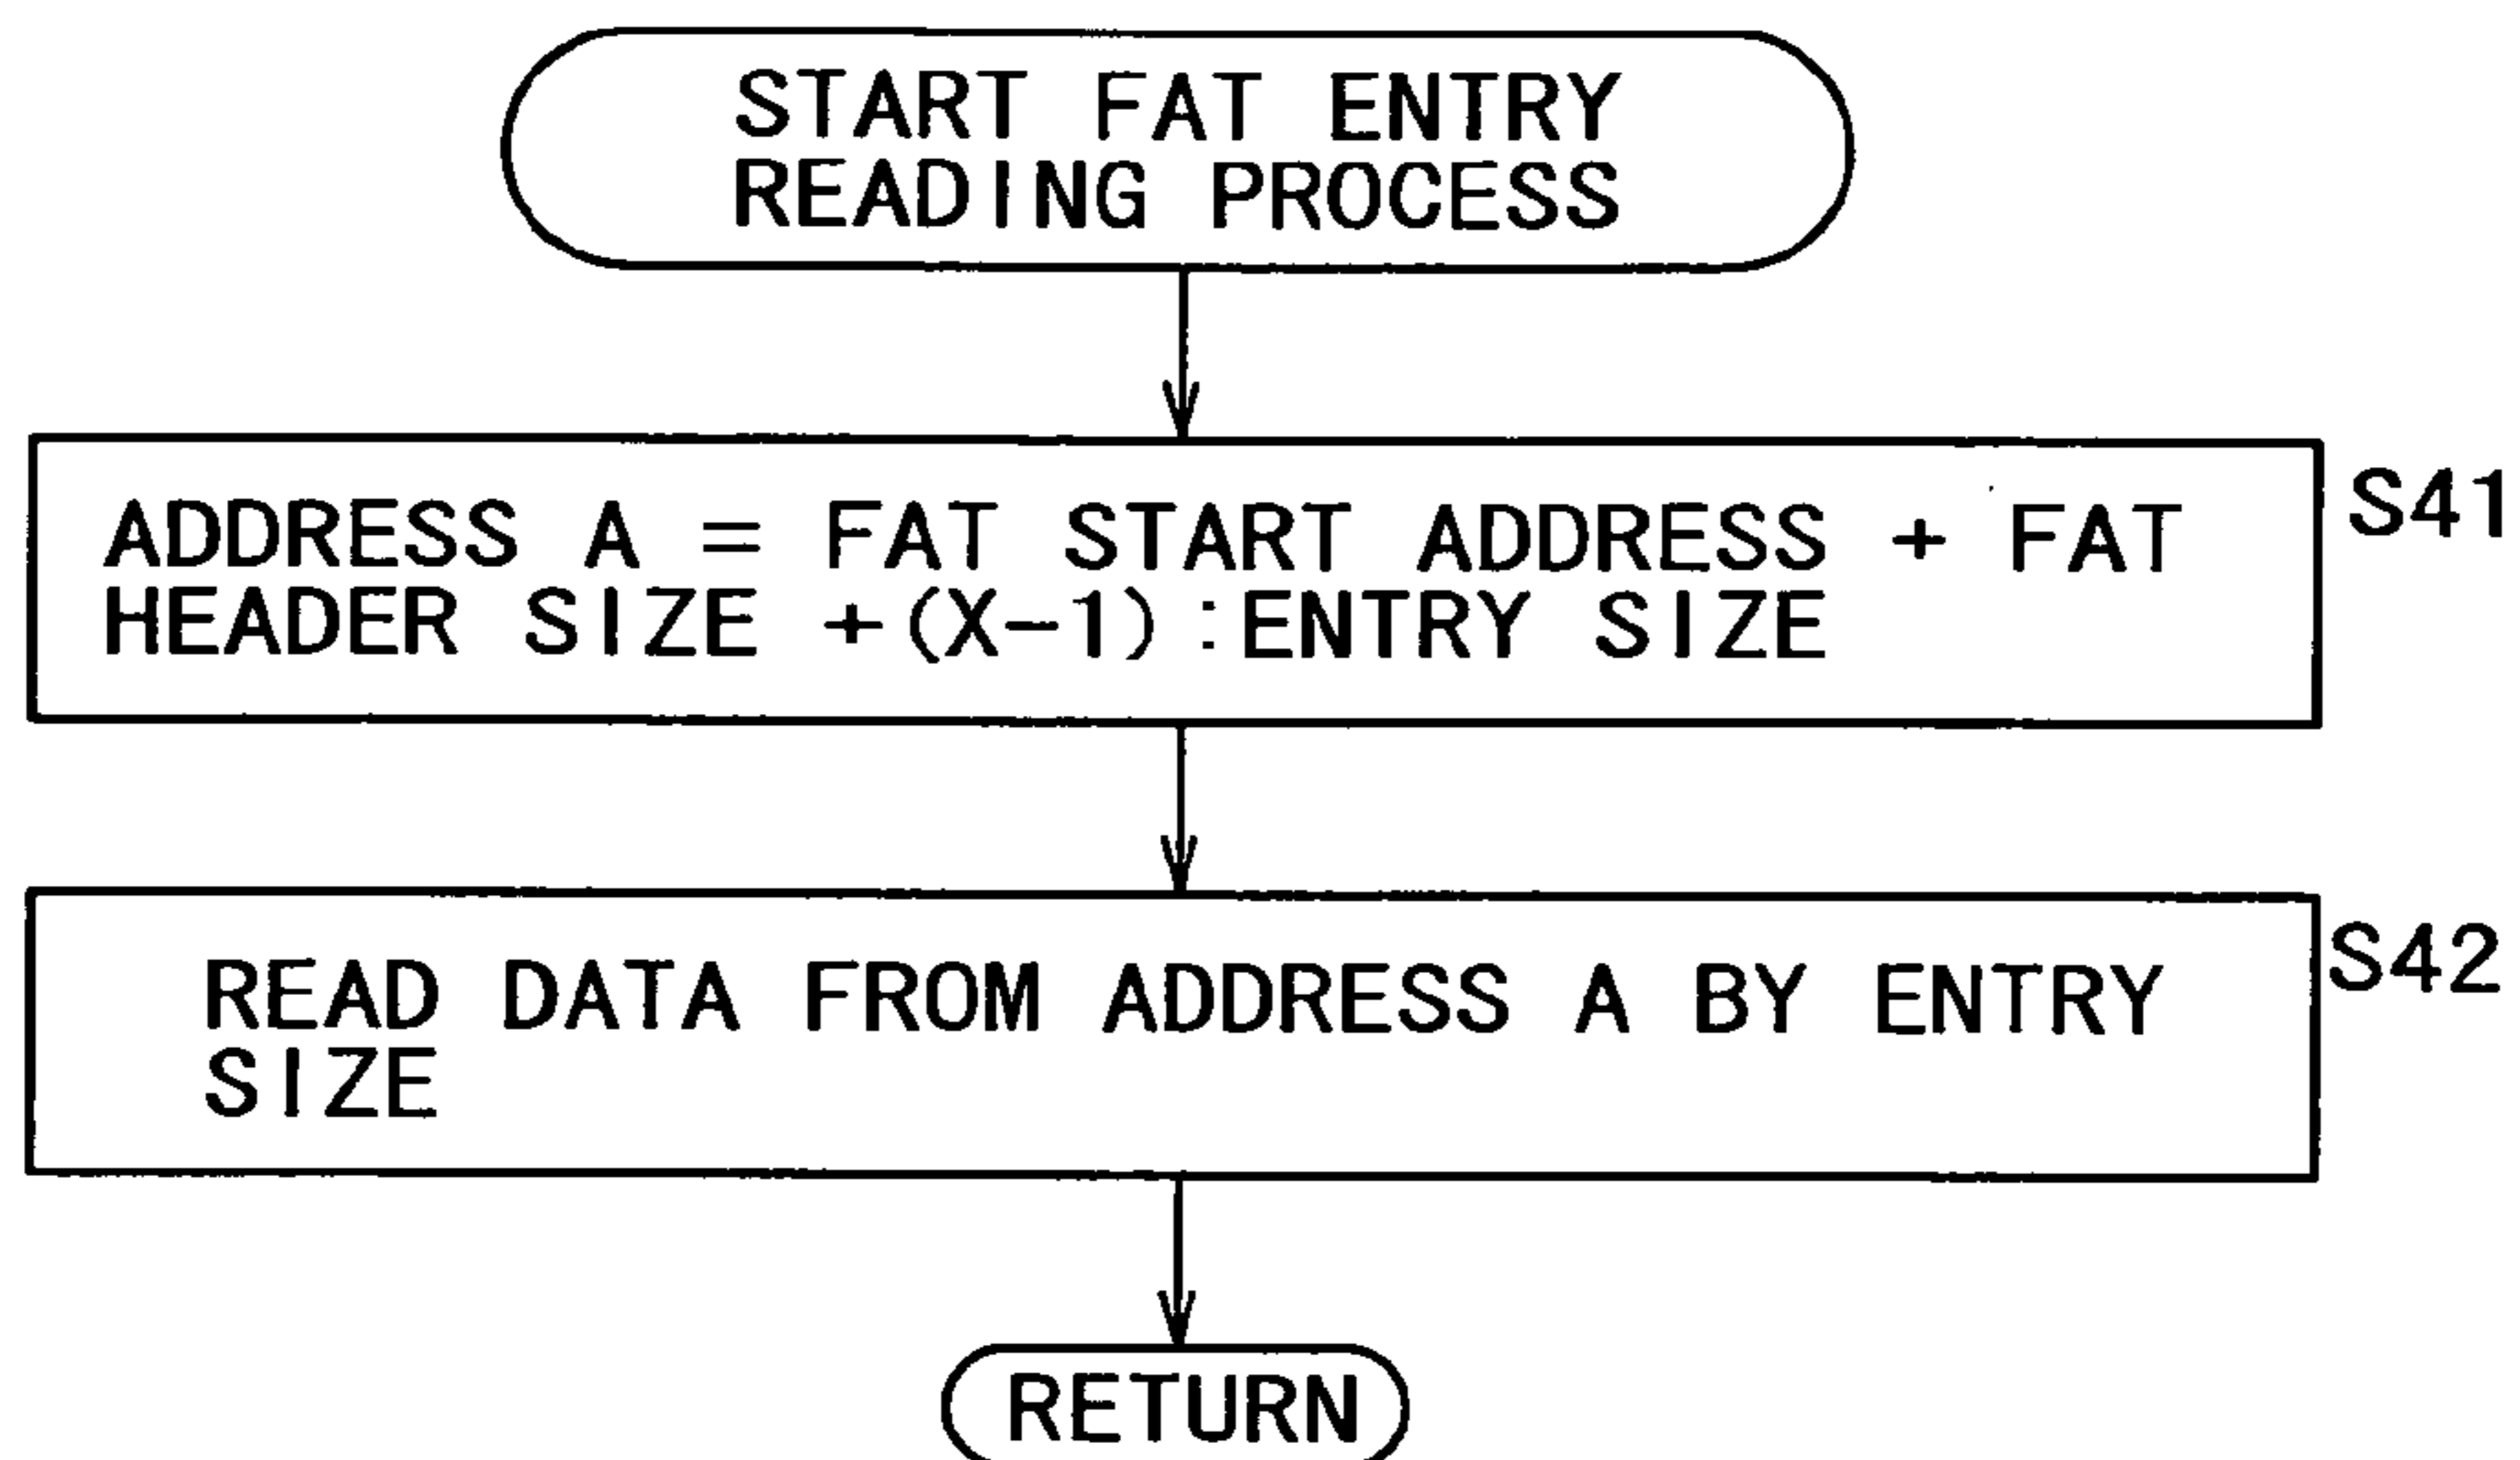 START FAT ENTRY
READING PROCESS
ADDRESS A = FAT START ADDRESS + FAT
HEADER SIZE +(X-1):ENTRY SIZE
S41
READ DATA FROM ADDRESS A BY ENTRY
SIZE
S42
RETURN